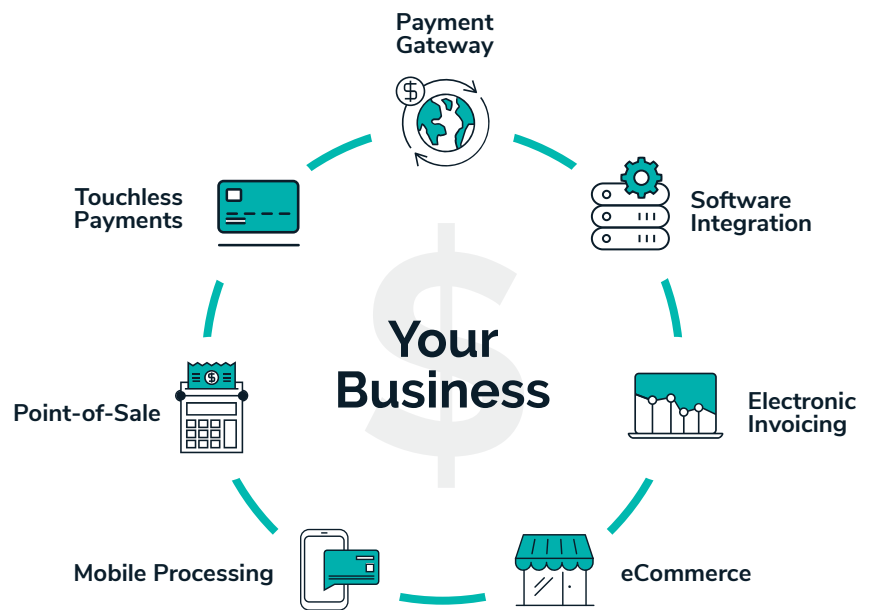 Payment
Gateway
Touchless
Payments
Software
Integration
$
Your
Business
Point-of-Sale
$
Electronic
Invoicing
Mobile Processing
eCommerce
$